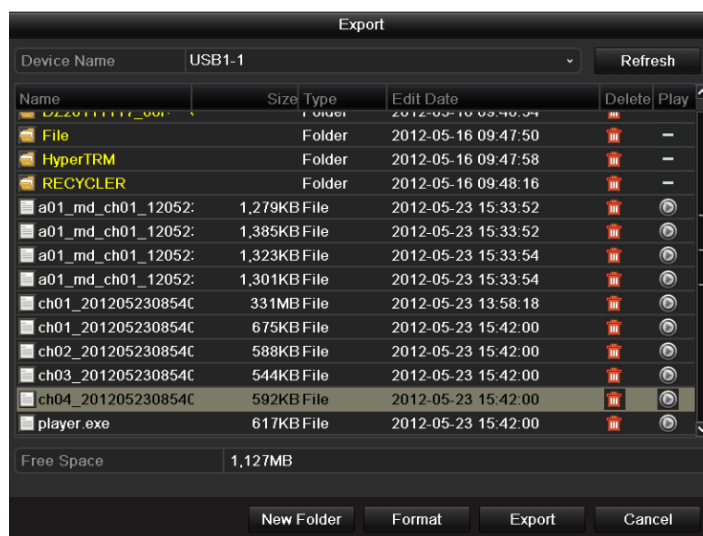 Export
Device Name USB1-1 Refresh
Name Size Type Edit Date Delete Play
File Folder 2012-05-16 09:47:50
HyperTRM Folder 2012-05-16 09:47:58
RECYCLER Folder 2012-05-16 09:48:16
a01_md_ch01_12052: 1,279KB File 2012-05-23 15:33:52
a01_md_ch01_12052: 1,385KB File 2012-05-23 15:33:52
a01_md_ch01_12052: 1,323KB File 2012-05-23 15:33:54
a01_md_ch01_12052: 1,301KB File 2012-05-23 15:33:54
ch01_2012052308540 331MB File 2012-05-23 13:58:18
ch01_2012052308540 675KB File 2012-05-23 15:42:00
ch02_2012052308540 588KB File 2012-05-23 15:42:00
ch03_2012052308540 544KB File 2012-05-23 15:42:00
ch04_2012052308540 592KB File 2012-05-23 15:42:00
player.exe 617KB File 2012-05-23 15:42:00
Free Space 1,127MB
New Folder Format Export Cancel